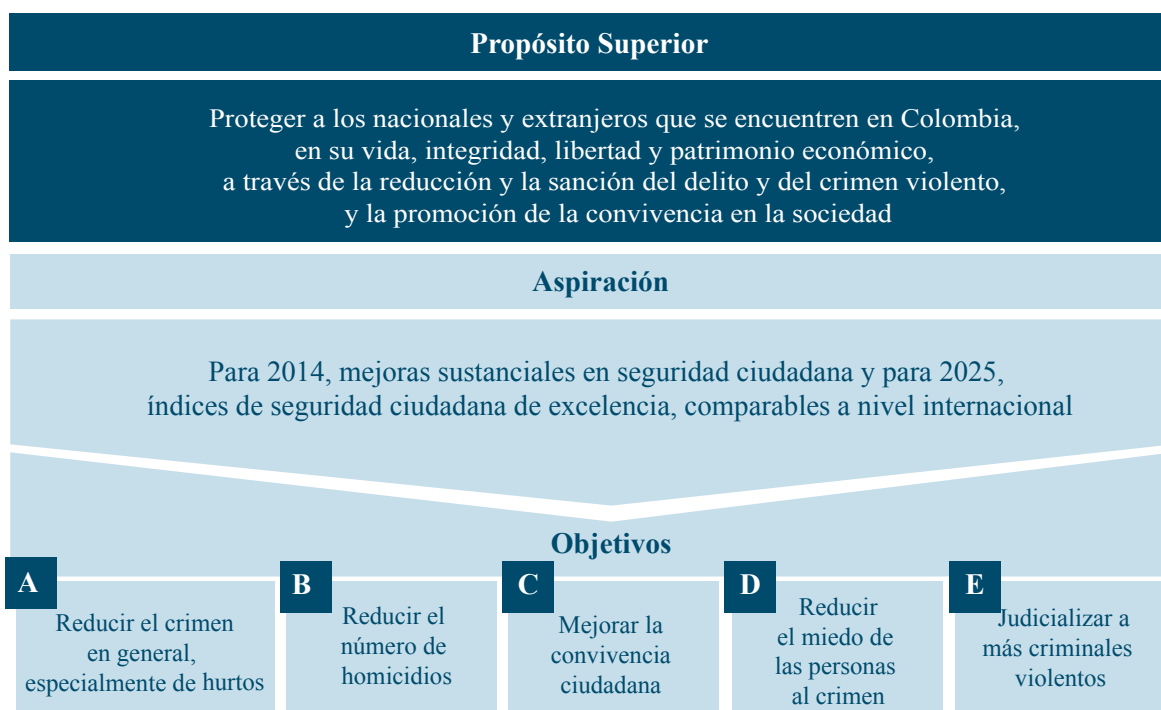 Propósito Superior
Proteger a los nacionales y extranjeros que se encuentren en Colombia,
en su vida, integridad, libertad y patrimonio económico,
a través de la reducción y la sanción del delito y del crimen violento,
y la promoción de la convivencia en la sociedad
Aspiración
Para 2014, mejoras sustanciales en seguridad ciudadana y para 2025,
índices de seguridad ciudadana de excelencia, comparables a nivel internacional
Objetivos
A
Reducir el crimen
en general,
especialmente de hurtos
B
Reducir el
número de
homicidios
C
Mejorar la
convivencia
ciudadana
D
Reducir
el miedo de
las personas
al crimen
E
Judicializar a
más criminales
violentos